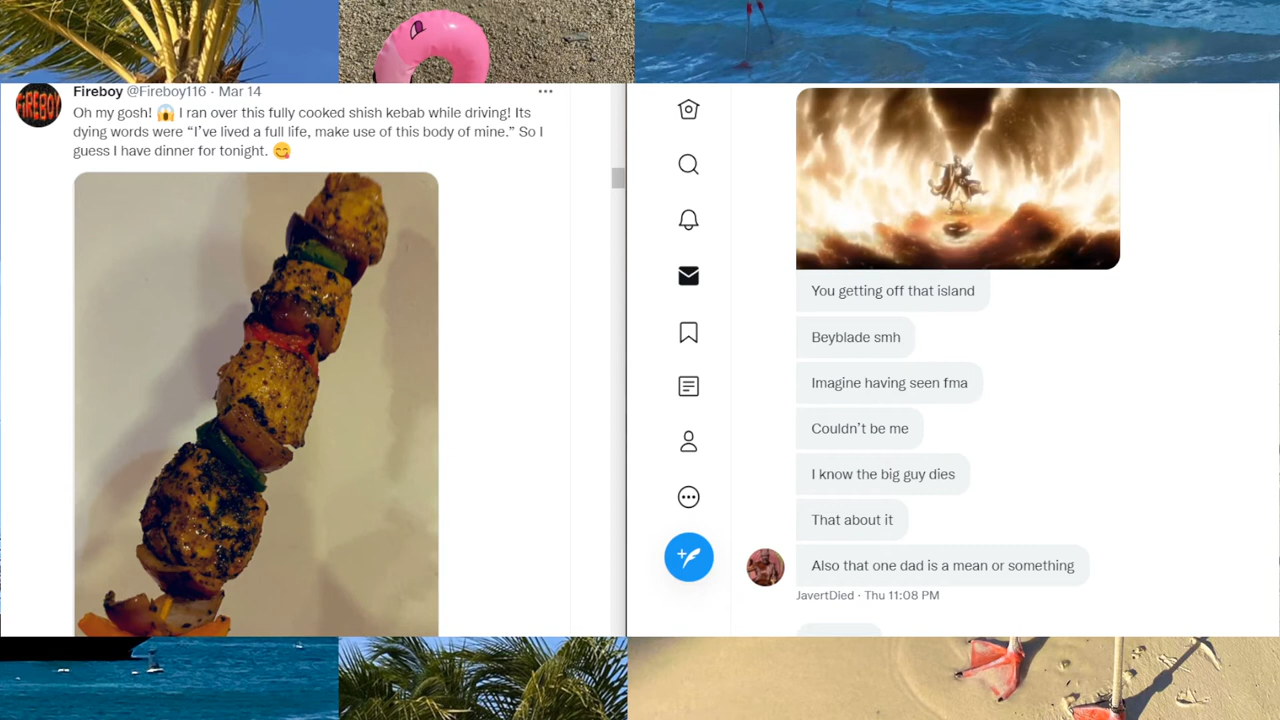 Fireboy @Fireboy116 · Mar 14
Oh my gosh! 😱 I ran over this fully cooked shish kebab while driving! Its
dying words were “I’ve lived a full life, make use of this body of mine.” So I
guess I have dinner for tonight. 😋
FIREBOY
You getting off that island
Beyblade smh
Imagine having seen fma
Couldn’t be me
I know the big guy dies
That about it
Also that one dad is a mean or something
JavertDied · Thu 11:08 PM